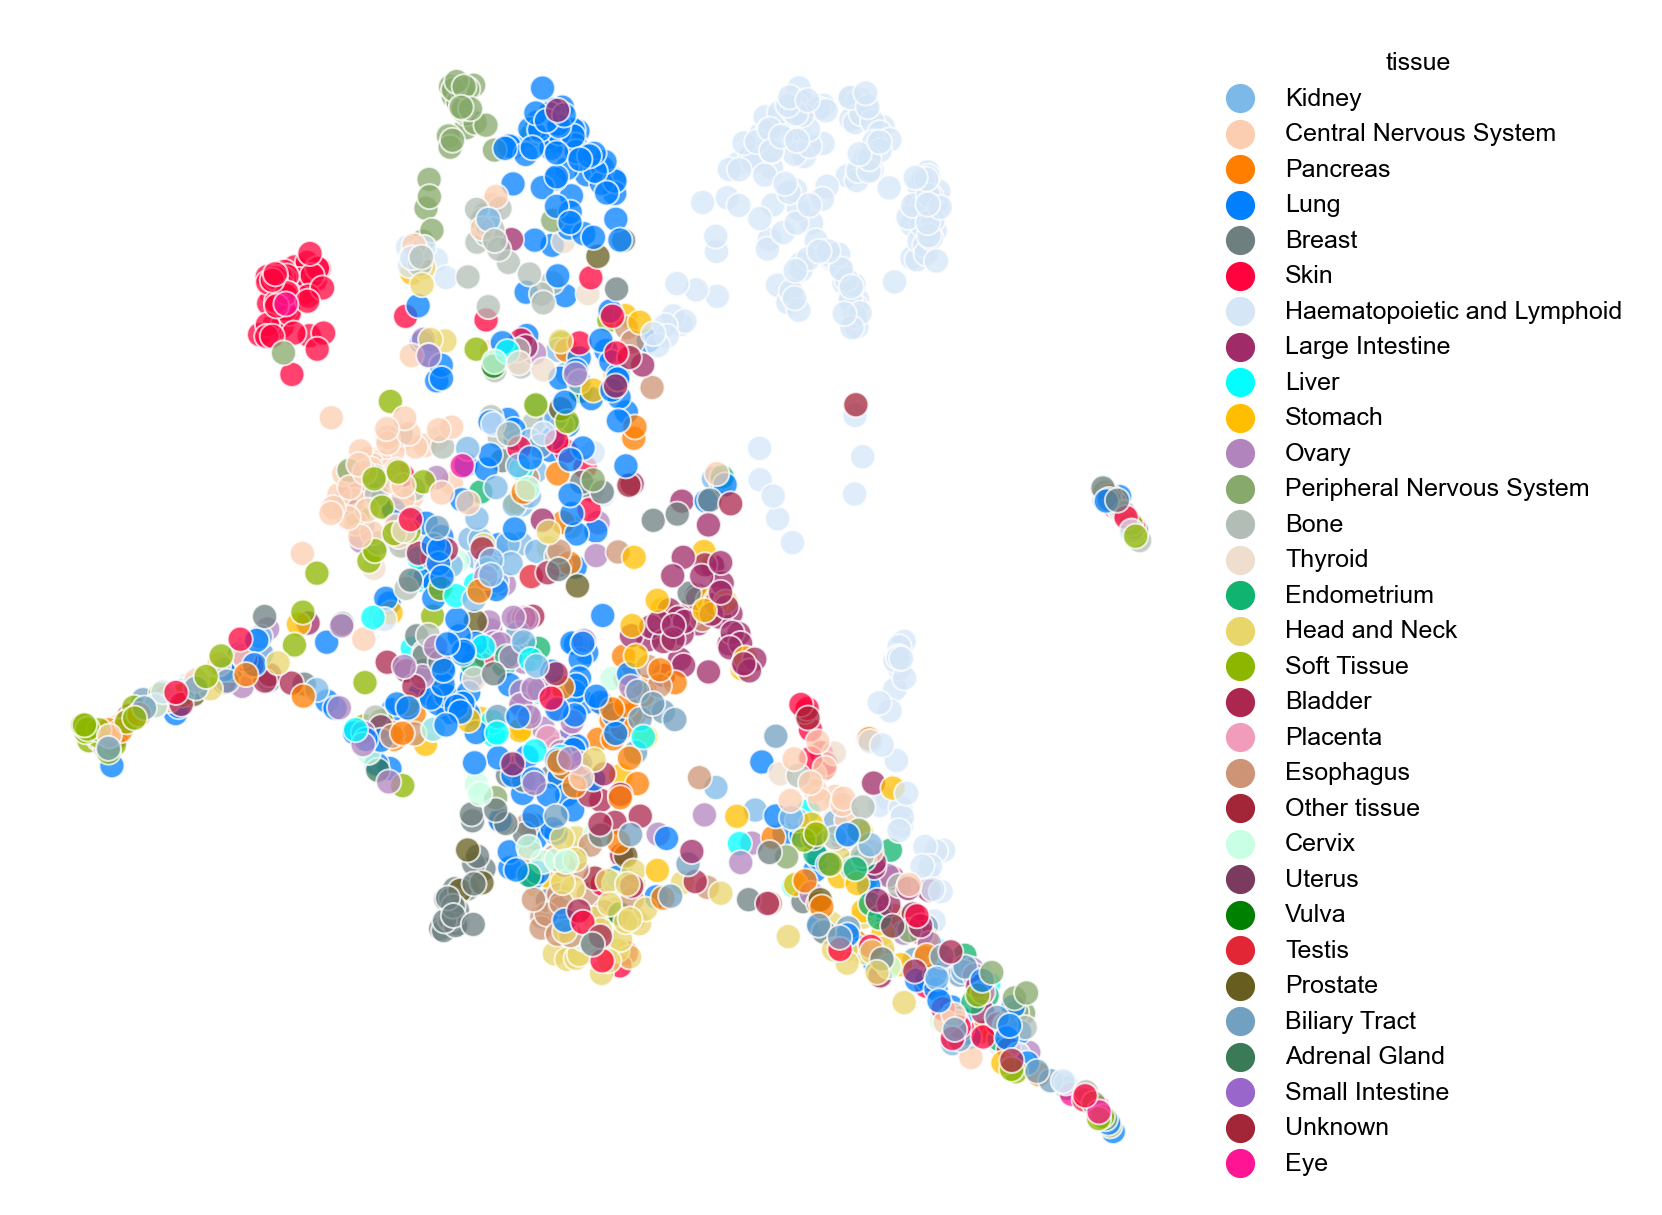 tissue
Kidney
Central Nervous System
Pancreas
Lung
Breast
Skin
Haematopoietic and Lymphoid
Large Intestine
Liver
Stomach
Ovary
Peripheral Nervous System
Bone
Thyroid
Endometrium
Head and Neck
Soft Tissue
Bladder
Placenta
Esophagus
Other tissue
Cervix
Uterus
Vulva
Testis
Prostate
Biliary Tract
Adrenal Gland
Small Intestine
Unknown
Eye